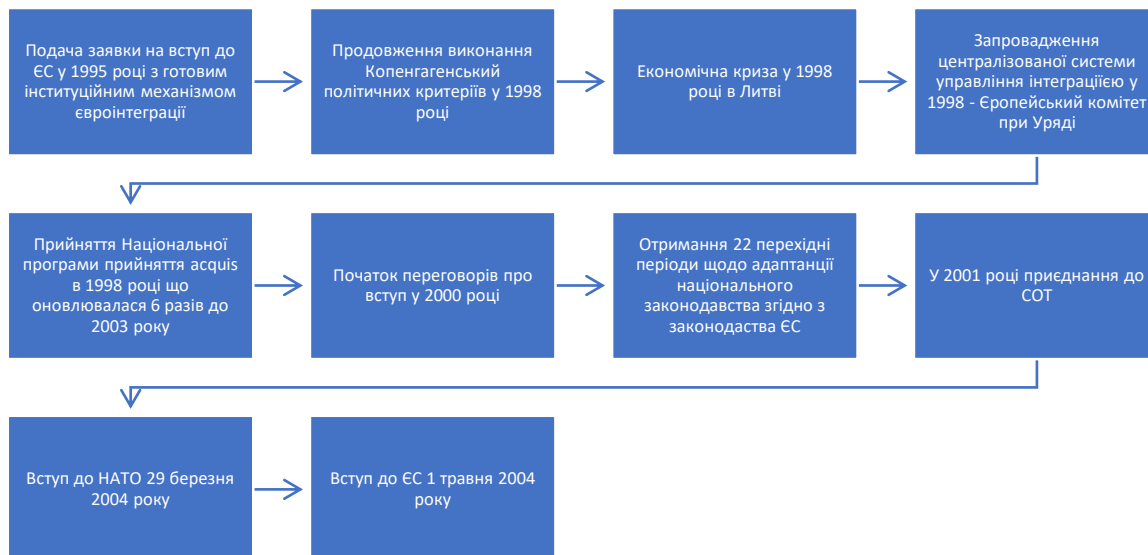 Подача заявки на вступ до
ЄС у 1995 році з готовим
інституційним механізмом
євроінтеграції
Продовження виконання
Копенгагенський
політичних критеріїв у 1998
році
Економічна криза у 1998
році в Литві
Запровадження
централізованої системи
управління інтеграціїєю у
1998 - Єропейський комітет
при Уряді
Прийняття Національної
програми прийняття acquis
в 1998 році що
оновлювалася 6 разів до
2003 року
Початок переговорів про
вступ у 2000 році
Отримання 22 перехідні
періоди щодо адаптанції
національного
законодавства згідно з
законодаства ЄС
У 2001 році приєднання до
СОТ
Вступ до НАТО 29 березня
2004 року
Вступ до ЄС 1 травня 2004
року